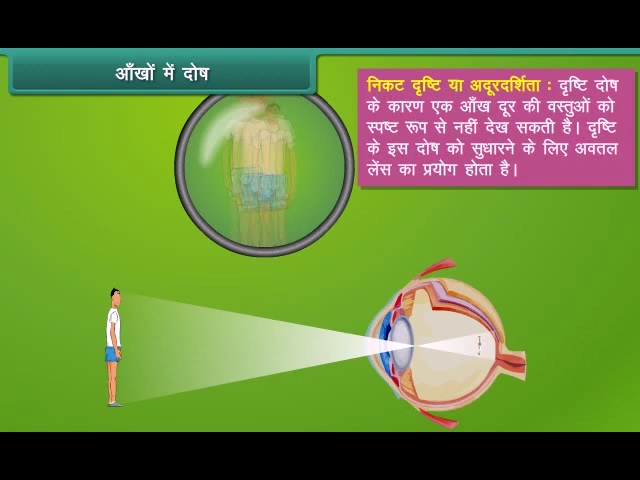 आँखों में दोष
निकट दृष्टि या अदूरदर्शिता : दृष्टि दोष
के कारण एक आँख दूर की वस्तुओं को
स्पष्ट रूप से नहीं देख सकती है। दृष्टि
के इस दोष को सुधारने के लिए अवतल
लेंस का प्रयोग होता है।